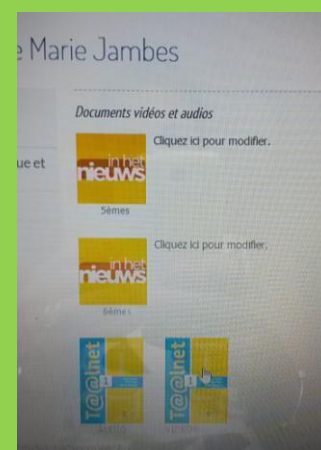 e Marie Jambes
Documents vidéos et audios
ue et
Cliquez ici pour modifier.
in het
nieuws
5èmes
Cliquez ici pour modifier.
in het
nieuws
6èmes
T@@lnet
T@@lnet